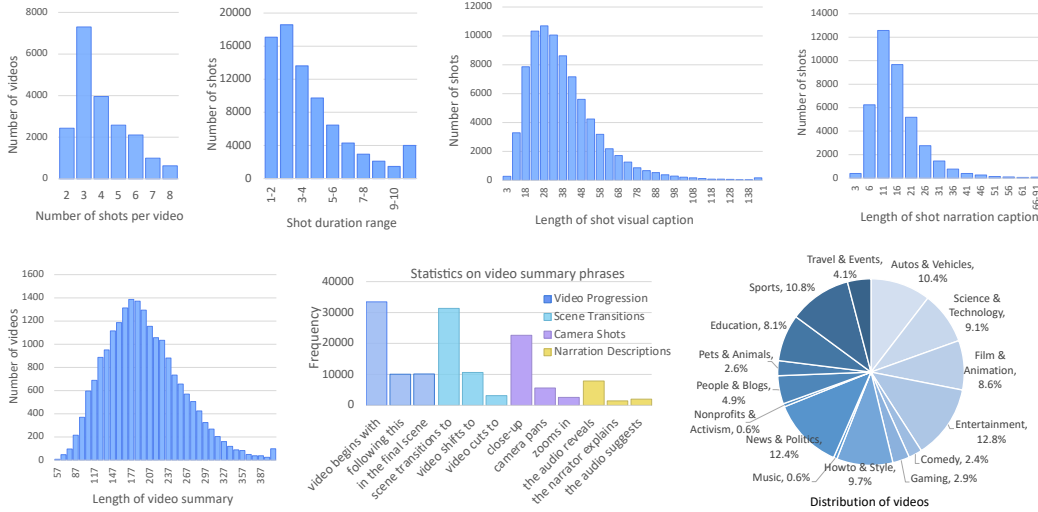 8000
6000
4000
2000
0
Number of videos
2
3
4
5
6
7
8
Number of shots per video
20000
16000
12000
8000
4000
0
Number of shots
1-2
3-4
5-6
7-8
9-10
Shot duration range
12000
10000
8000
6000
4000
2000
0
Number of shots
3
18
28
38
48
58
68
78
88
98
108
118
128
138
Length of shot visual caption
14000
12000
10000
8000
6000
4000
2000
0
Number of shots
3
6
11
16
21
26
31
36
41
46
51
56
61
66-91
Length of shot narration caption
1600
1400
1200
1000
800
600
400
200
0
Number of videos
57
87
117
147
177
207
237
267
297
327
357
387
Length of video summary
Statistics on video summary phrases
40000
30000
20000
10000
0
Frequency
Video Progression
Scene Transitions
Camera Shots
Narration Descriptions
video begins with
following this
in the final scene
scene transitions to
video shifts to
video cuts to
close-up
camera pans
zooms in
the audio reveals
the narrator explains
the audio suggests
Travel & Events,
4.1%
Autos & Vehicles,
10.4%
Science &
Technology,
9.1%
Film &
Animation,
8.6%
Entertainment,
12.8%
Comedy, 2.4%
Gaming, 2.9%
Howto & Style,
9.7%
Music, 0.6%
News & Politics,
12.4%
Nonprofits &
Activism, 0.6%
People & Blogs,
4.9%
Pets & Animals,
2.6%
Education, 8.1%
Sports, 10.8%
Distribution of videos